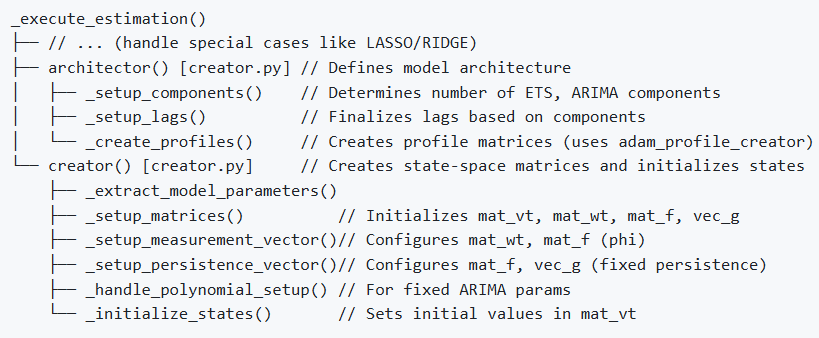 _execute_estimation()
├── // ... (handle special cases like LASSO/RIDGE)
├── architector() [creator.py] // Defines model architecture
│   ├── _setup_components()    // Determines number of ETS, ARIMA components
│   ├── _setup_lags()          // Finalizes lags based on components
│   └── _create_profiles()     // Creates profile matrices (uses adam_profile_creator)
└── creator() [creator.py]     // Creates state-space matrices and initializes states
    ├── _extract_model_parameters()
    ├── _setup_matrices()          // Initializes mat_vt, mat_wt, mat_f, vec_g
    ├── _setup_measurement_vector()// Configures mat_wt, mat_f (phi)
    ├── _setup_persistence_vector()// Configures mat_f, vec_g (fixed persistence)
    ├── _handle_polynomial_setup() // For fixed ARIMA params
    └── _initialize_states()       // Sets initial values in mat_vt